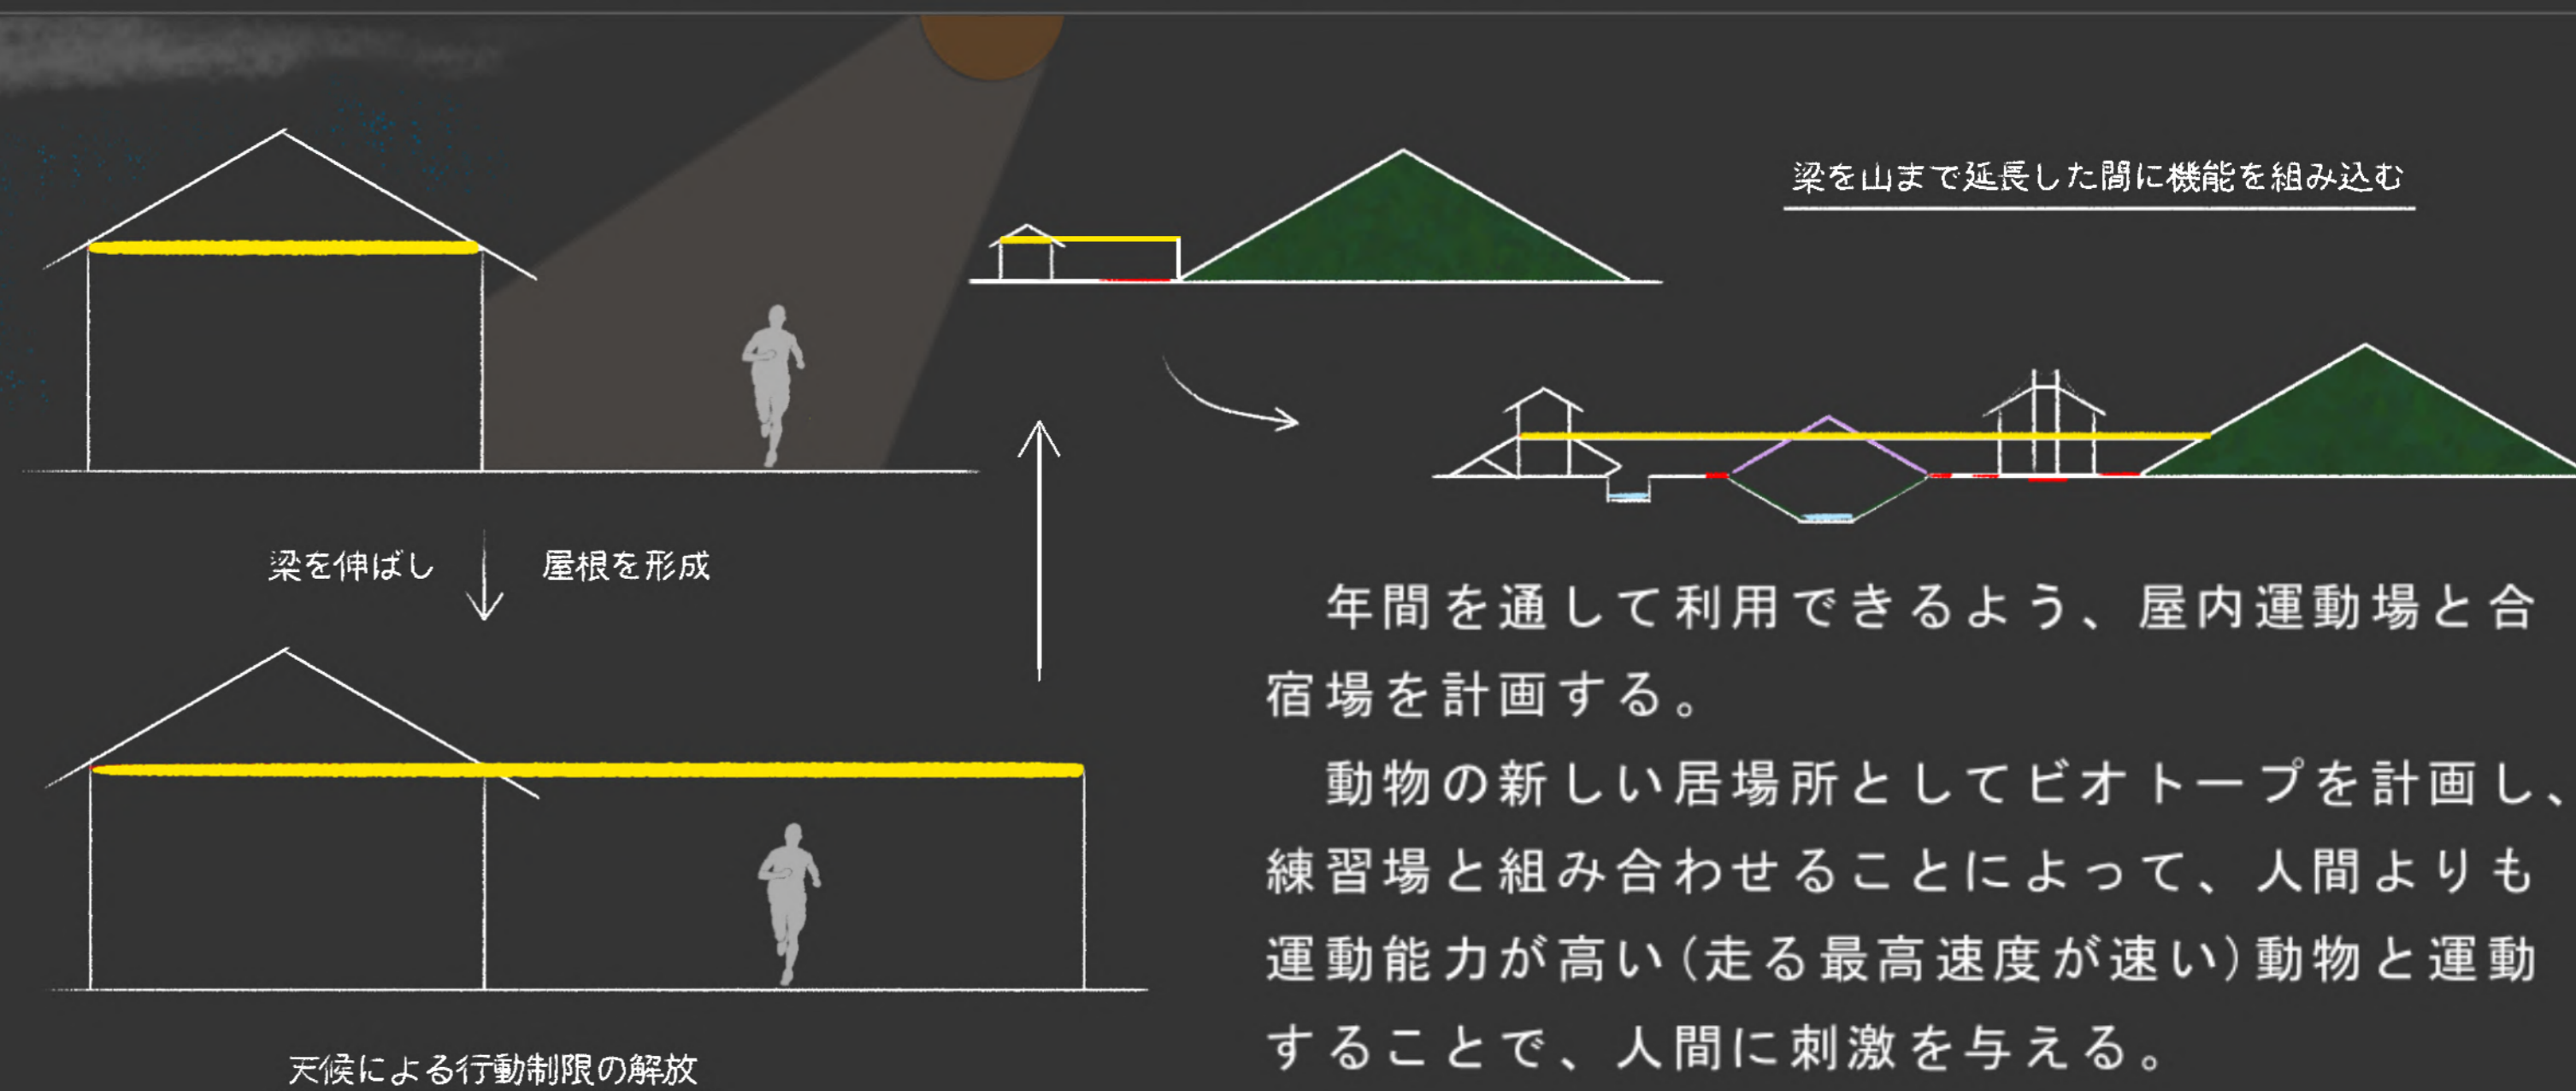 梁を山まで延長した間に機能を組み込む
梁を伸ばし
屋根を形成
天候による行動制限の解放
年間を通して利用できるよう、屋内運動場と合
宿場を計画する。
動物の新しい居場所としてビオトープを計画し、
練習場と組み合わせることによって、人間よりも
運動能力が高い(走る最高速度が速い)動物と運動
することで、人間に刺激を与える。